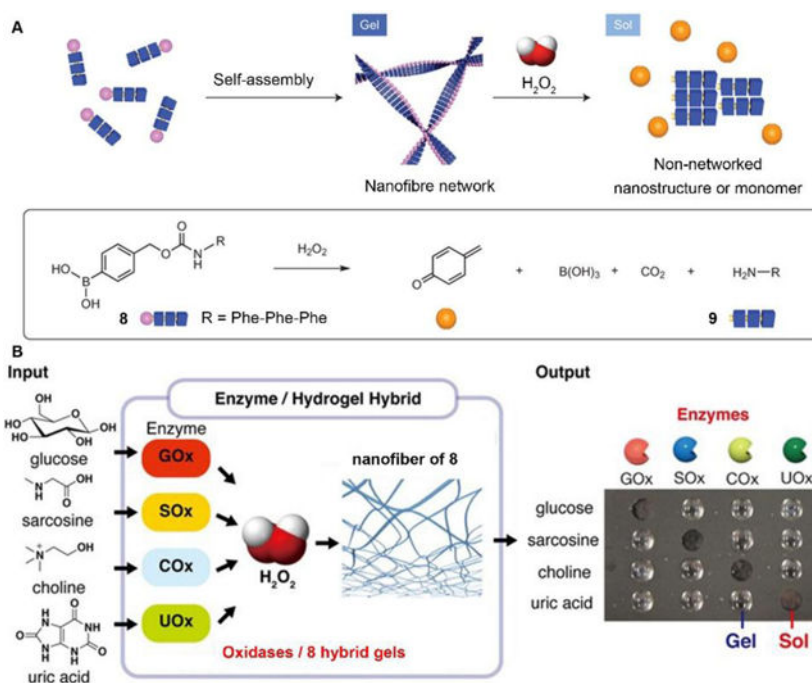 A
Gel
Sol
Self-assembly
H₂O₂
Nanofibre network
Non-networked
nanostructure or monomer
O
O
N
H
R
HO
B
OH
H₂O₂
O
+ B(OH)₃ + CO₂ + H₂N–R
8
R = Phe-Phe-Phe
9
B
Input
Output
Enzyme / Hydrogel Hybrid
Enzyme
Enzymes
OH
HO
O
HO
OH
OH
glucose
GOx
H
N
OH
O
sarcosine
SOx
N+
OH
choline
COx
O
H
N
NH
O
N
H
N
H
O
uric acid
UOx
H₂O₂
nanofiber of 8
Oxidases / 8 hybrid gels
GOx SOx COx UOx
glucose
sarcosine
choline
uric acid
Gel Sol